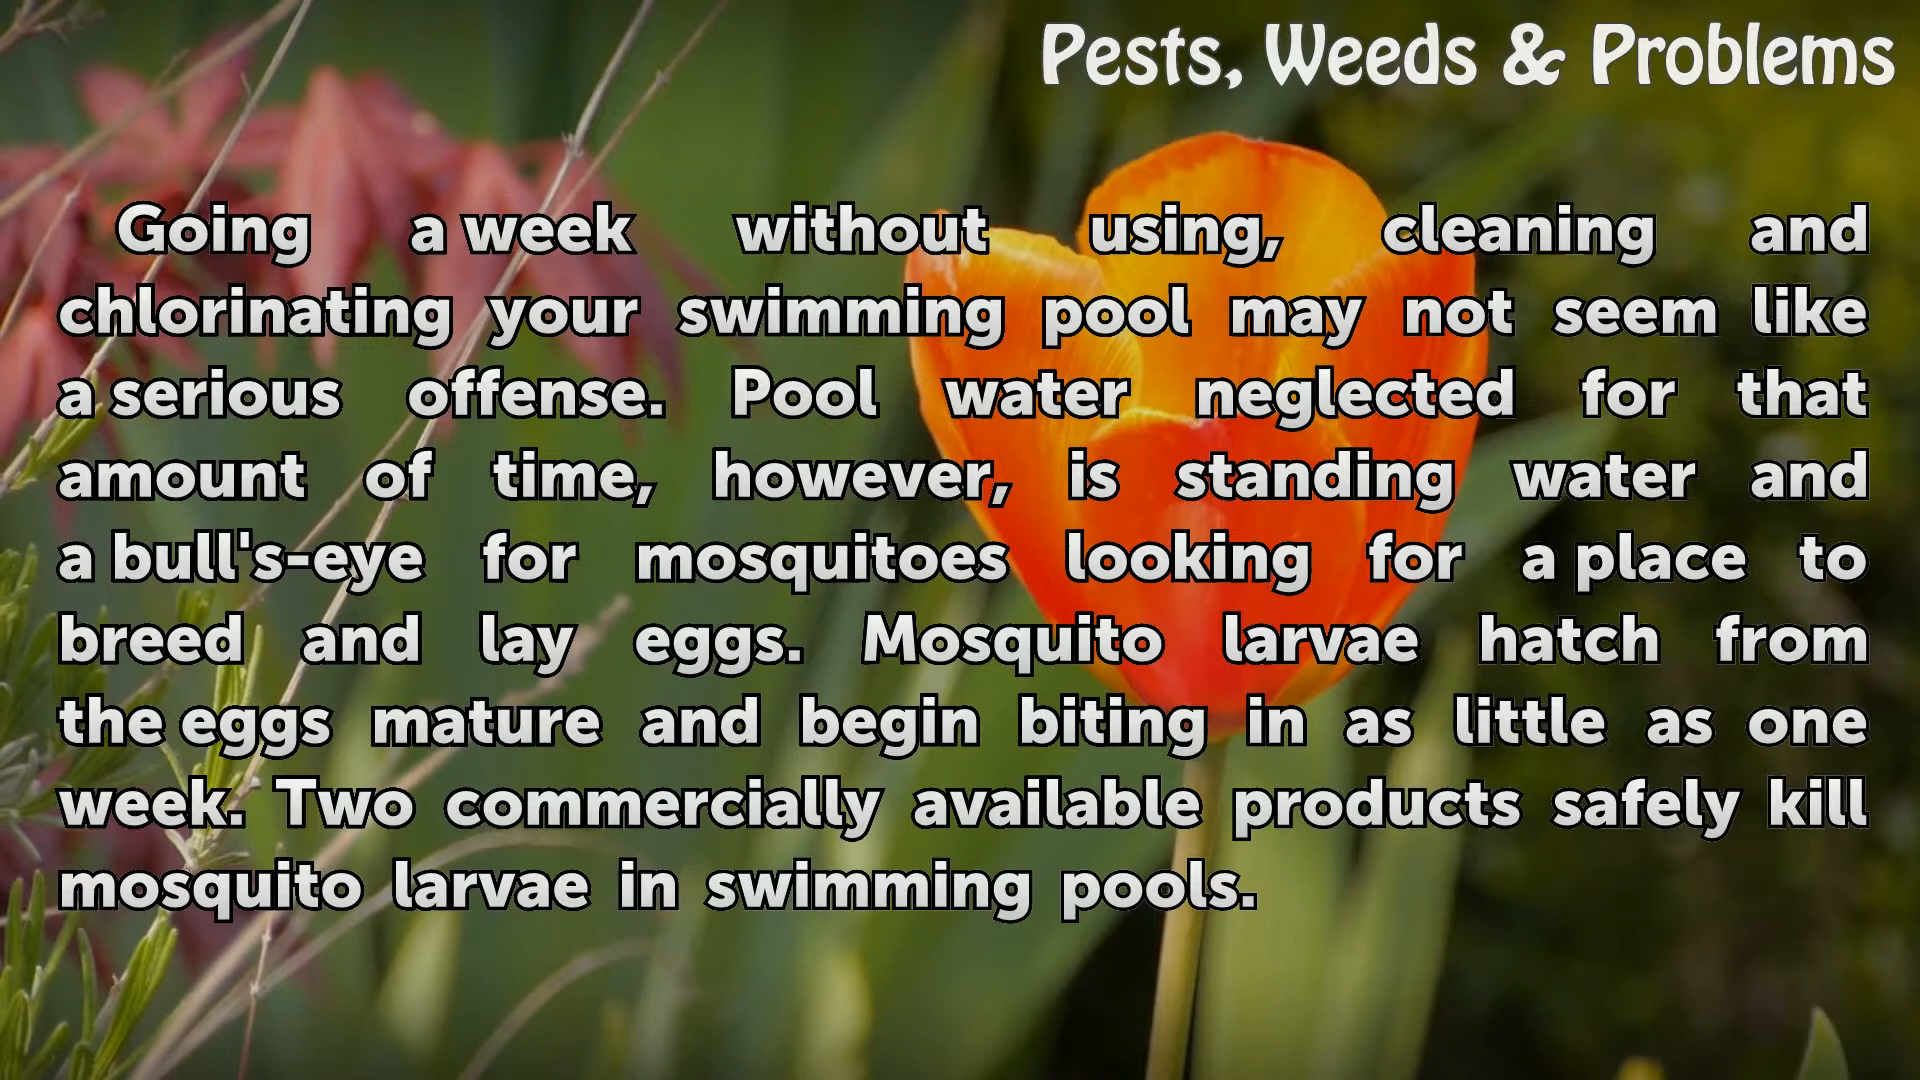 Pests, Weeds & Problems
Going a week without using, cleaning and
chlorinating your swimming pool may not seem like
a serious offense. Pool water neglected for that
amount of time, however, is standing water and
a bull's-eye for mosquitoes looking for a place to
breed and lay eggs. Mosquito larvae hatch from
the eggs mature and begin biting in as little as one
week. Two commercially available products safely kill
mosquito larvae in swimming pools.